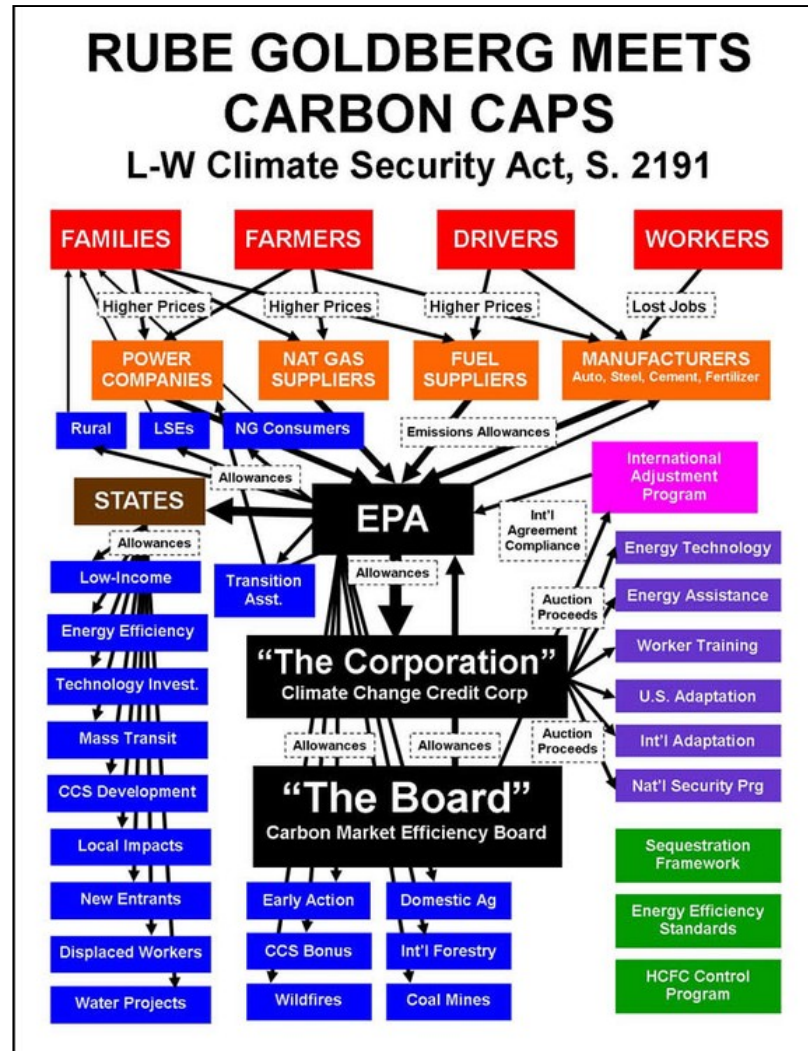 RUBE GOLDBERG MEETS
CARBON CAPS
L-W Climate Security Act, S. 2191
FAMILIES
FARMERS
DRIVERS
WORKERS
Higher Prices
Higher Prices
Higher Prices
Lost Jobs
POWER
COMPANIES
NAT GAS
SUPPLIERS
FUEL
SUPPLIERS
MANUFACTURERS
Auto, Steel, Cement, Fertilizer
Rural
LSEs
NG Consumers
Emissions Allowances
Allowances
International
Adjustment
Program
STATES
EPA
Int'l
Agreement
Compliance
Allowances
Low-Income
Energy Efficiency
Technology Invest.
Mass Transit
CCS Development
Local Impacts
New Entrants
Displaced Workers
Water Projects
Transition
Asst.
Allowances
"The Corporation"
Climate Change Credit Corp
Auction
Proceeds
Auction
Proceeds
Energy Technology
Energy Assistance
Worker Training
U.S. Adaptation
Int'l Adaptation
Nat'l Security Prg
Allowances
Allowances
"The Board"
Carbon Market Efficiency Board
Early Action
Domestic Ag
CCS Bonus
Int'l Forestry
Wildfires
Coal Mines
Sequestration
Framework
Energy Efficiency
Standards
HCFC Control
Program